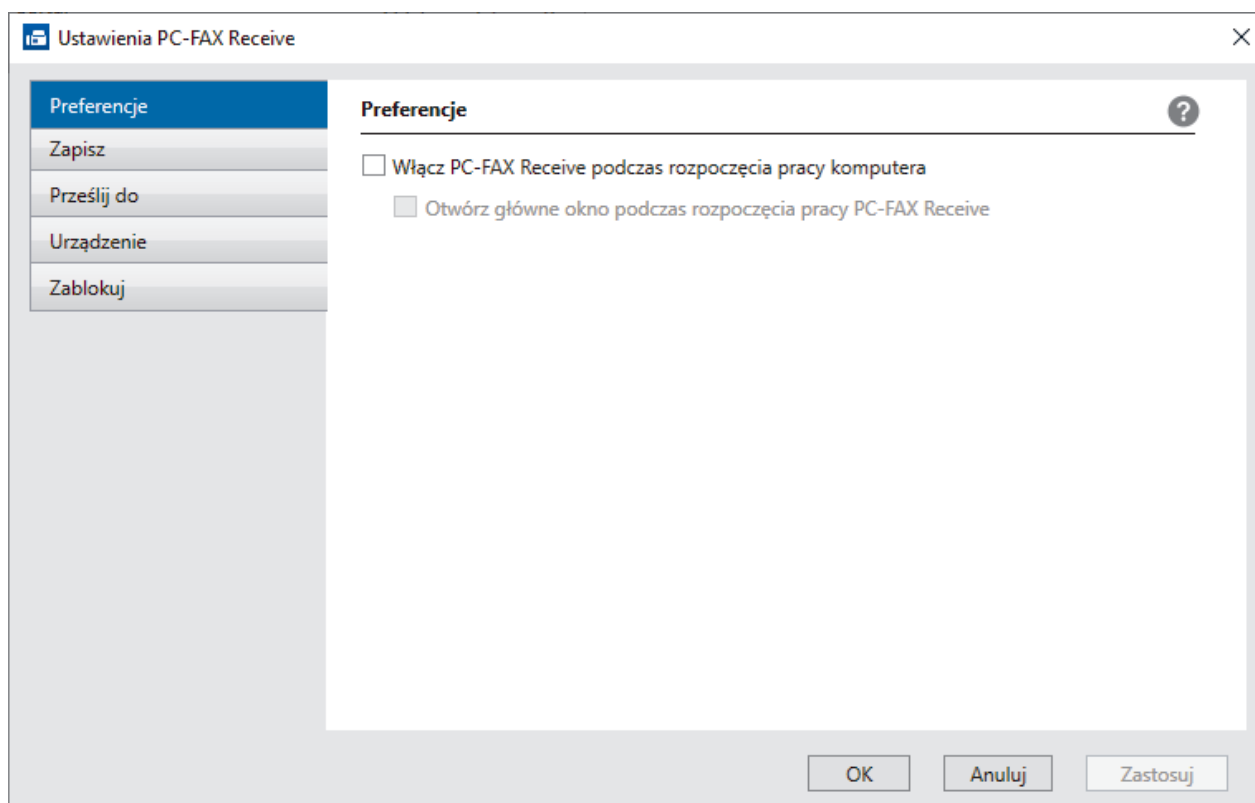 Ustawienia PC-FAX Receive
Preferencje
Zapisz
Prześlij do
Urządzenie
Zablokuj
Preferencje
?
Włącz PC-FAX Receive podczas rozpoczęcia pracy komputera
Otwórz główne okno podczas rozpoczęcia pracy PC-FAX Receive
OK
Anuluj
Zastosuj